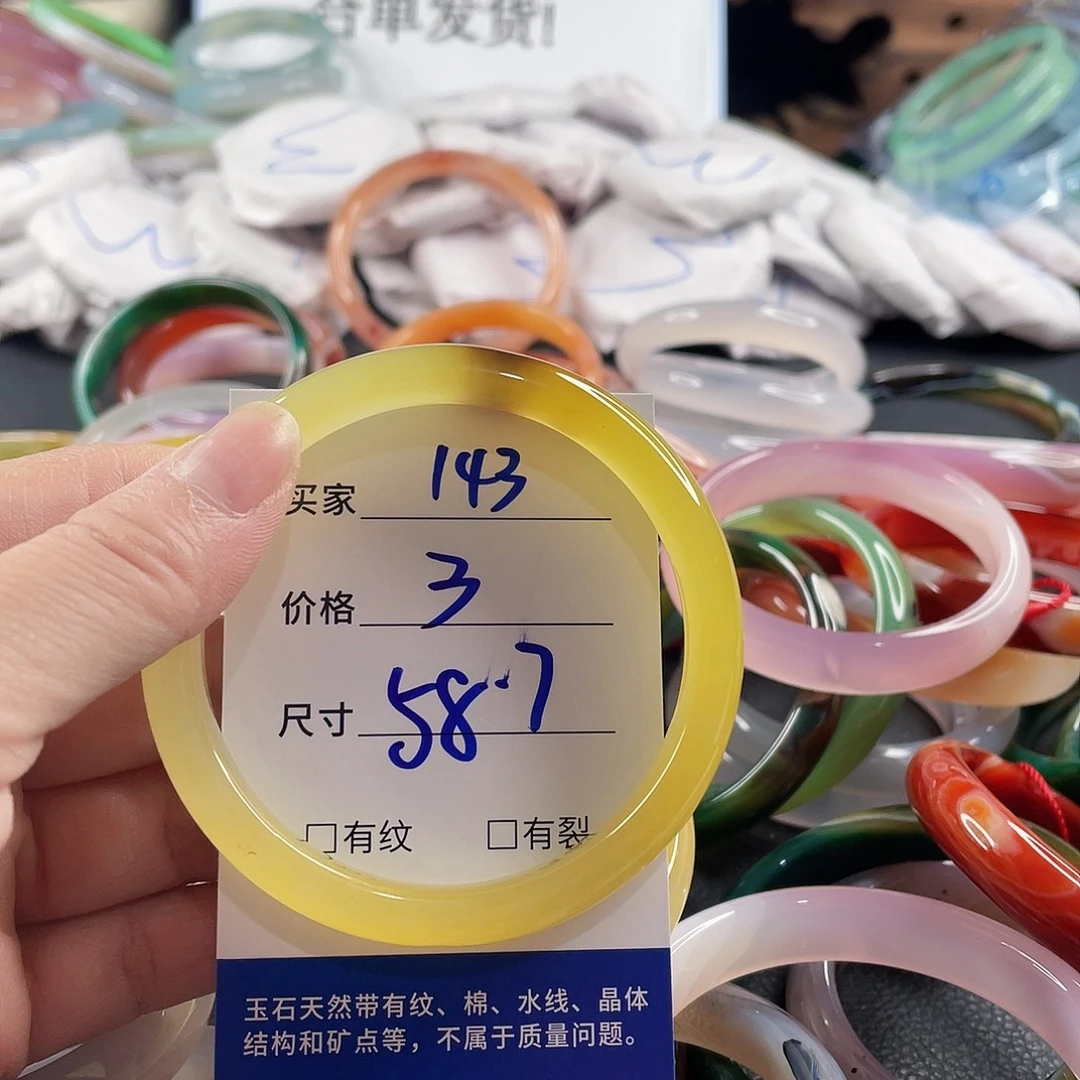 合单发货!
买家 143
价格 3
尺寸 58.7
□有纹 □有裂
玉石天然带有纹、棉、水线、晶体
结构和矿点等，不属于质量问题。